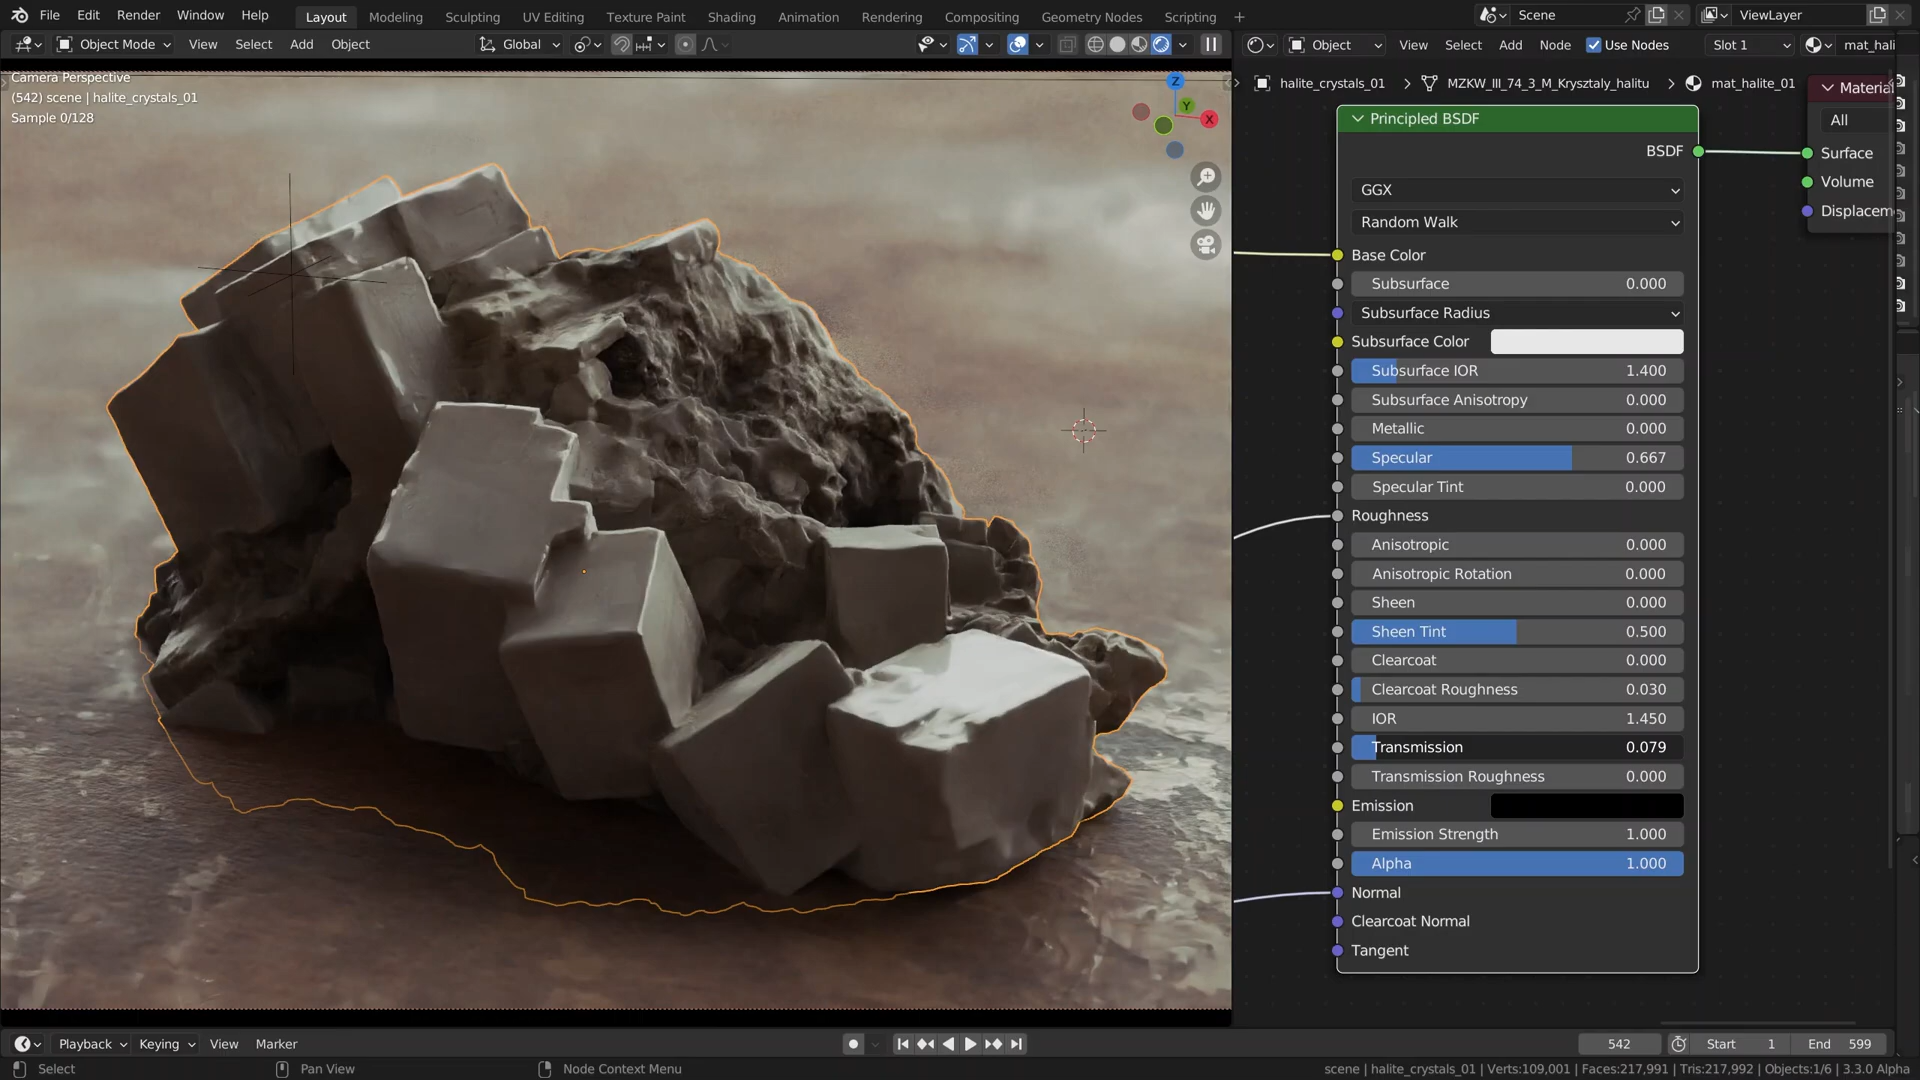 File Edit Render Window Help Layout Modeling Sculpting UV Editing Texture Paint Shading Animation Rendering Compositing Geometry Nodes Scripting + Scene ViewLayer
Object Mode View Select Add Object Global Object View Select Add Node Use Nodes Slot 1 mat_hali
Camera Perspective
(542) scene | halite_crystals_01
Sample 0/128
Z
Y
X
halite_crystals_01 > MZKW_III_74_3_M_Krysztaly_halitu > mat_halite_01
Principled BSDF
BSDF
GGX
Random Walk
Base Color
Subsurface 0.000
Subsurface Radius
Subsurface Color
Subsurface IOR 1.400
Subsurface Anisotropy 0.000
Metallic 0.000
Specular 0.667
Specular Tint 0.000
Roughness
Anisotropic 0.000
Anisotropic Rotation 0.000
Sheen 0.000
Sheen Tint 0.500
Clearcoat 0.000
Clearcoat Roughness 0.030
IOR 1.450
Transmission 0.079
Transmission Roughness 0.000
Emission
Emission Strength 1.000
Alpha 1.000
Normal
Clearcoat Normal
Tangent
Materia
All
Surface
Volume
Displacem
Playback Keying View Marker 542 Start 1 End 599
Select Pan View Node Context Menu scene | halite_crystals_01 | Verts:109,001 | Faces:217,991 | Tris:217,992 | Objects:1/6 | 3.3.0 Alpha